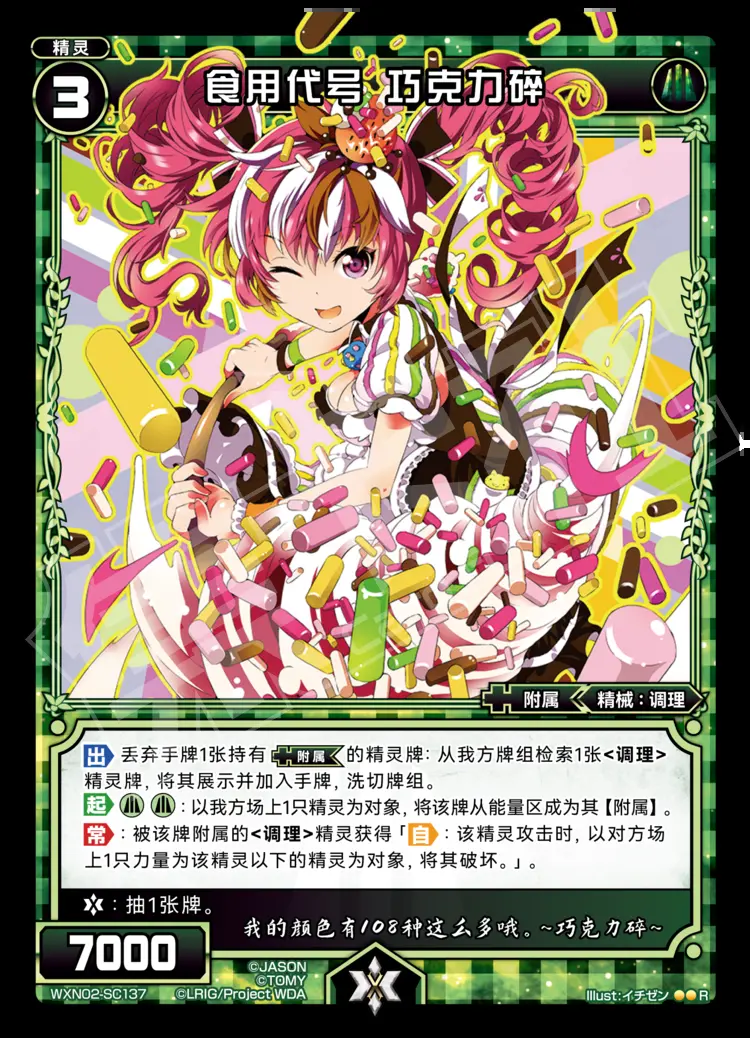 精灵
3
食用代号 巧克力碎
附属 精械：调理
出 丢弃手牌1张持有 附属 的精灵牌：从我方牌组检索1张<调理>
精灵牌，将其展示并加入手牌，洗切牌组。
起 ：以我方场上1只精灵为对象，将该牌从能量区成为其【附属】。
常 ：被该牌附属的<调理>精灵获得「自：该精灵攻击时，以对方场
上1只力量为该精灵以下的精灵为对象，将其破坏。」。
：抽1张牌。
我的颜色有108种这么多哦。~巧克力碎~
7000
©JASON
©TOMY
WXN02-SC137 ©LRIG/Project WDA
Illust:イチゼン R